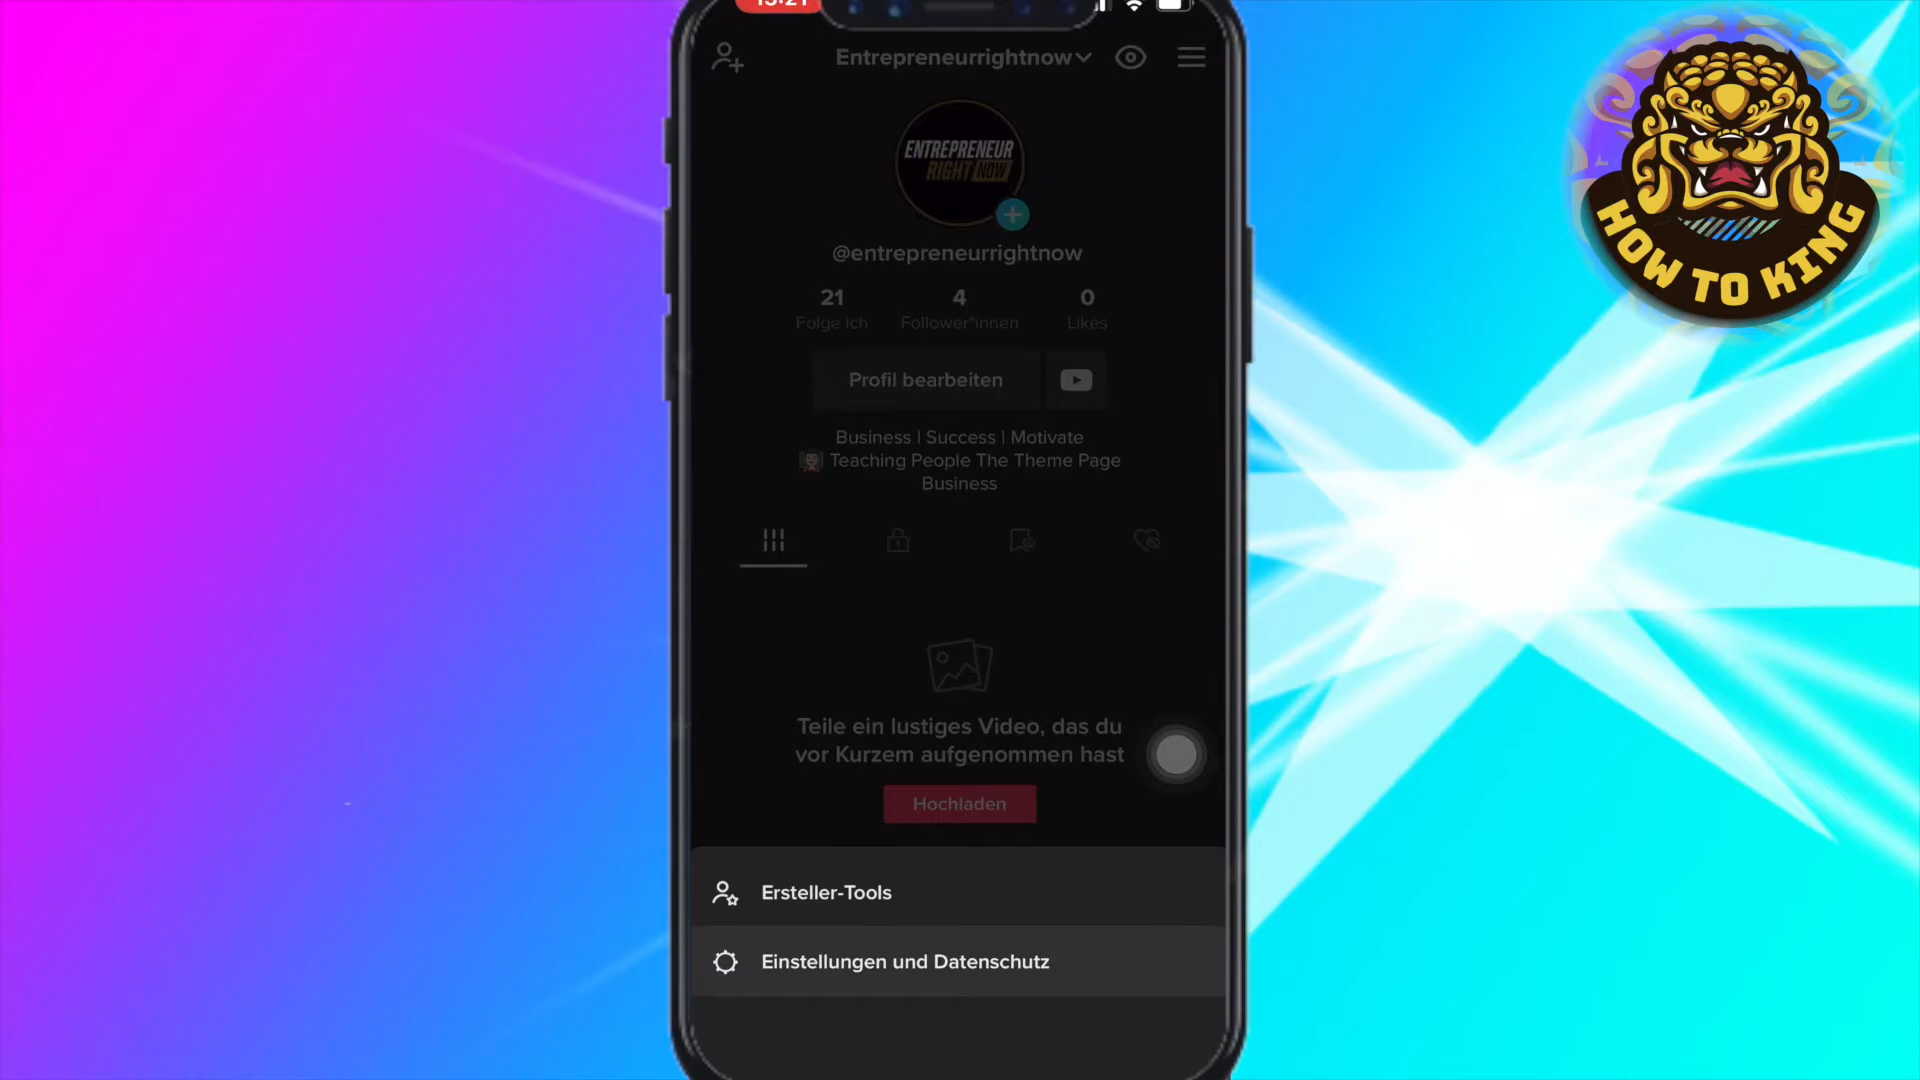 15:21
Entrepreneurrightnow
ENTREPRENEUR
RIGHT NOW
@entrepreneurrightnow
21 4 0
Folge ich Follower*innen Likes
Profil bearbeiten
Business | Success | Motivate
Teaching People The Theme Page
Business
Teile ein lustiges Video, das du
vor Kurzem aufgenommen hast
Hochladen
Ersteller-Tools
Einstellungen und Datenschutz
HOW TO KING